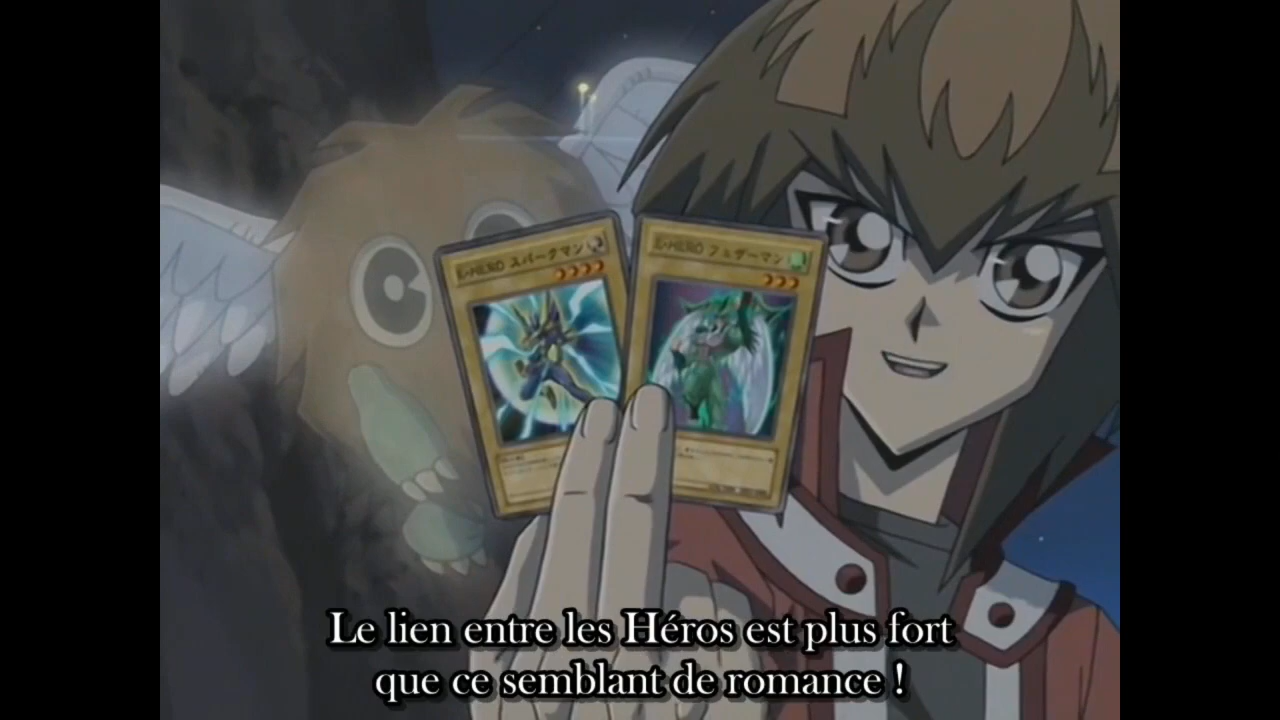 E・HERO スパークマン
E・HERO フェザーマン
Le lien entre les Héros est plus fort
que ce semblant de romance !